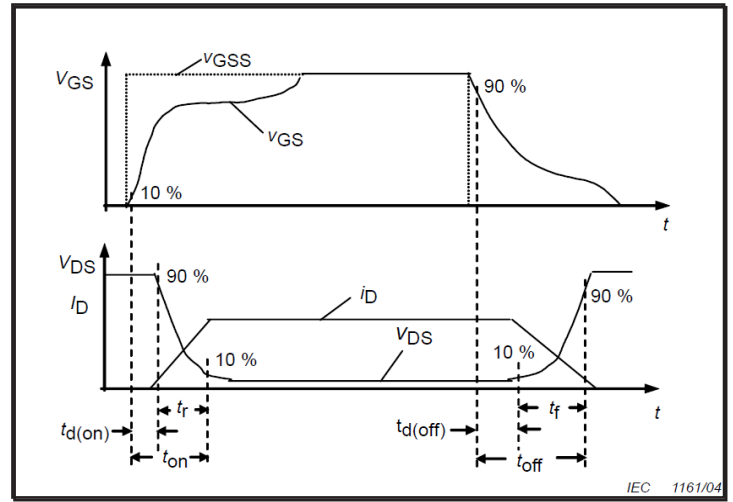 vGSS
VGS
90 %
vGS
10 %
t
VDS
90 %
iD
ID
90 %
VDS
10 %
10 %
tr
tf
t
td(on)
td(off)
ton
toff
IEC 1161/04